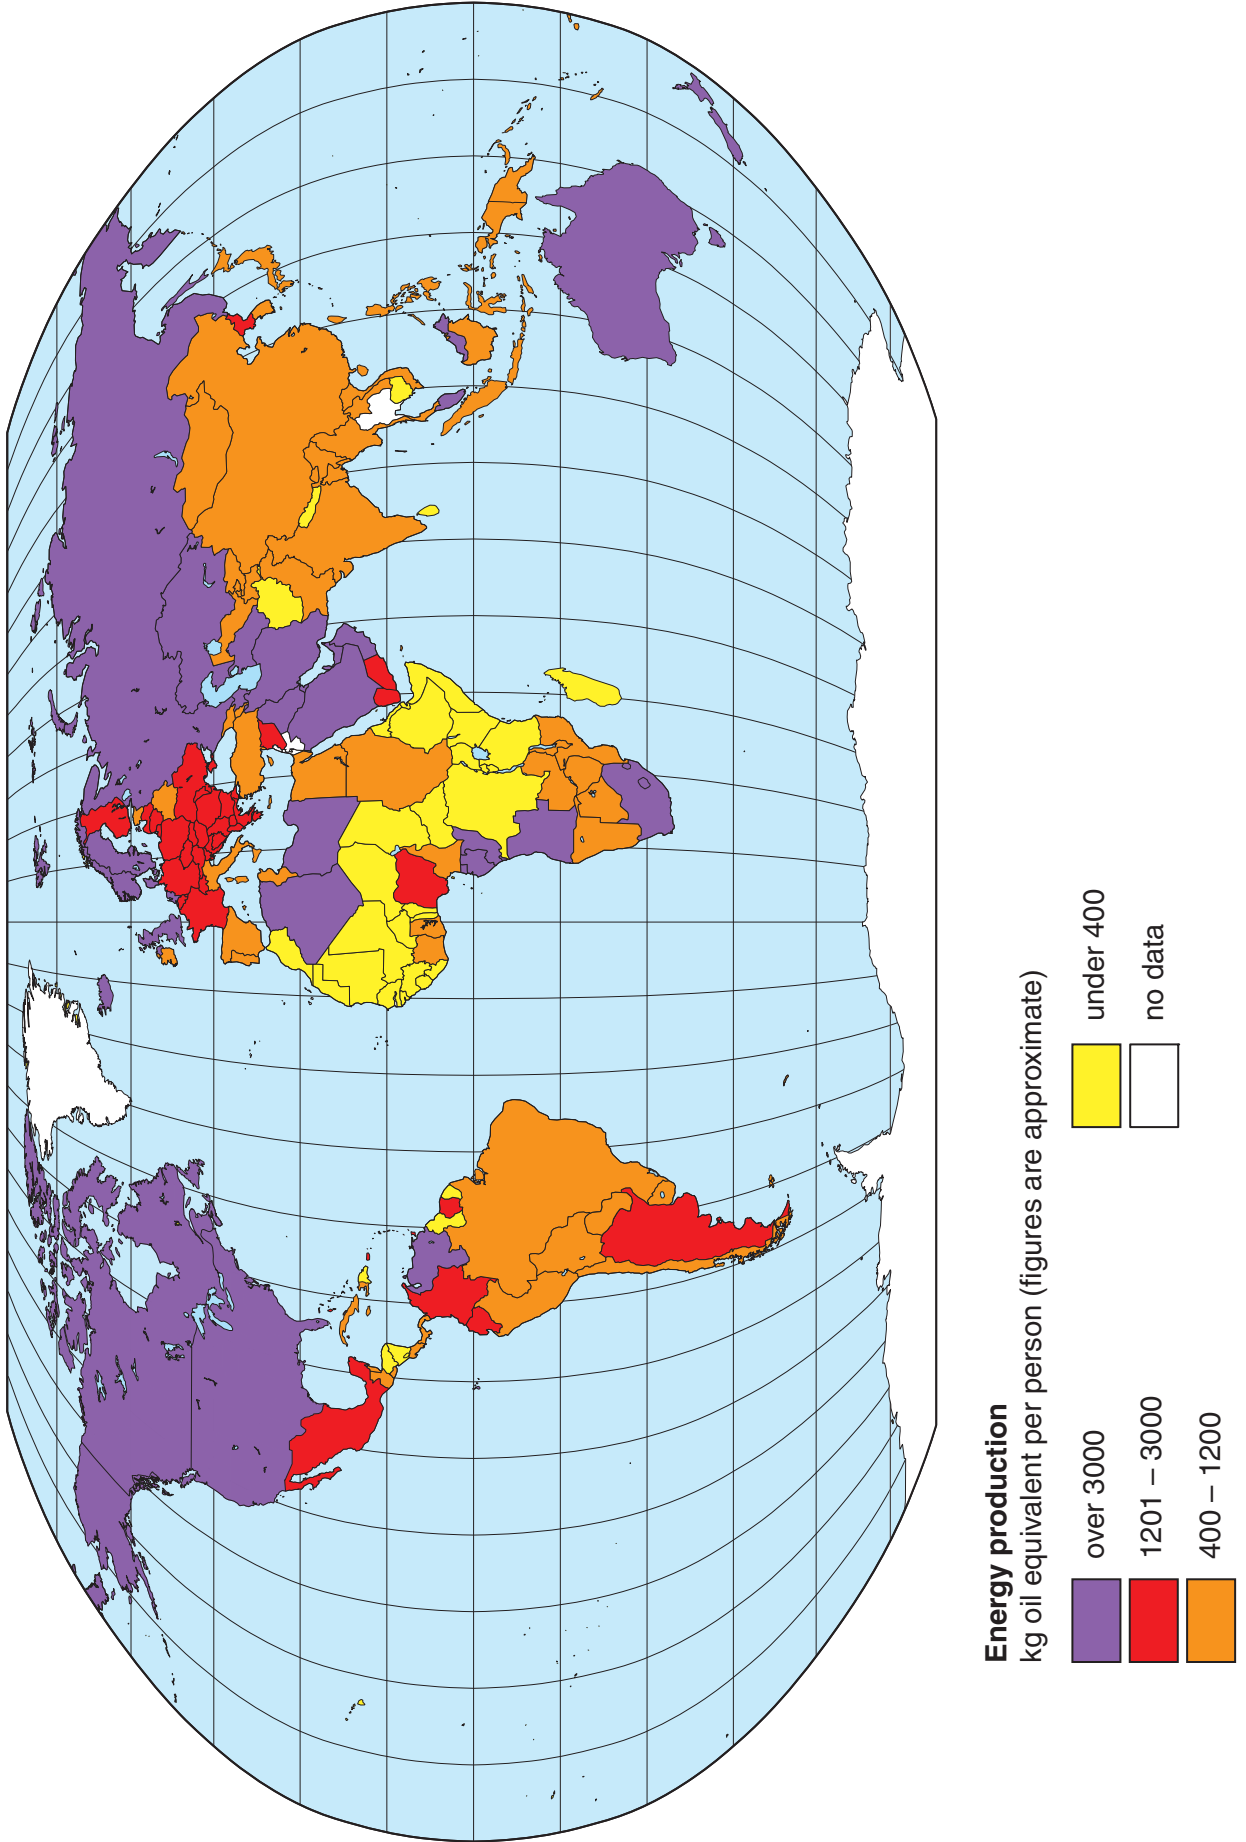 Energy production
kg oil equivalent per person (figures are approximate)
over 3000
1201 – 3000
400 – 1200
under 400
no data